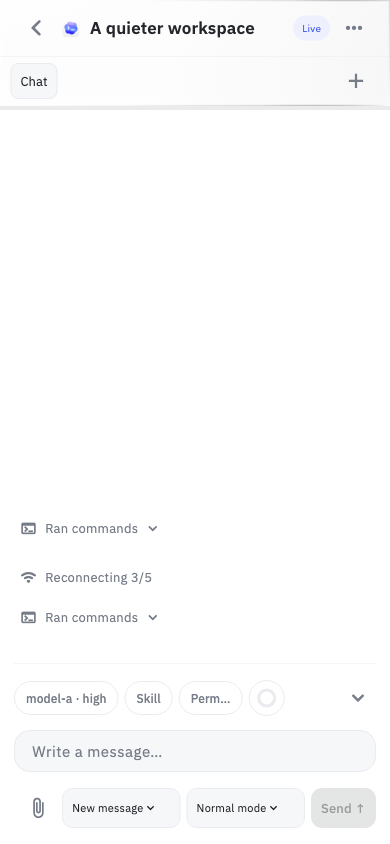 A quieter workspace
Live
Chat
Ran commands
Reconnecting 3/5
Ran commands
model-a · high
Skill
Perm...
Write a message...
New message
Normal mode
Send ↑